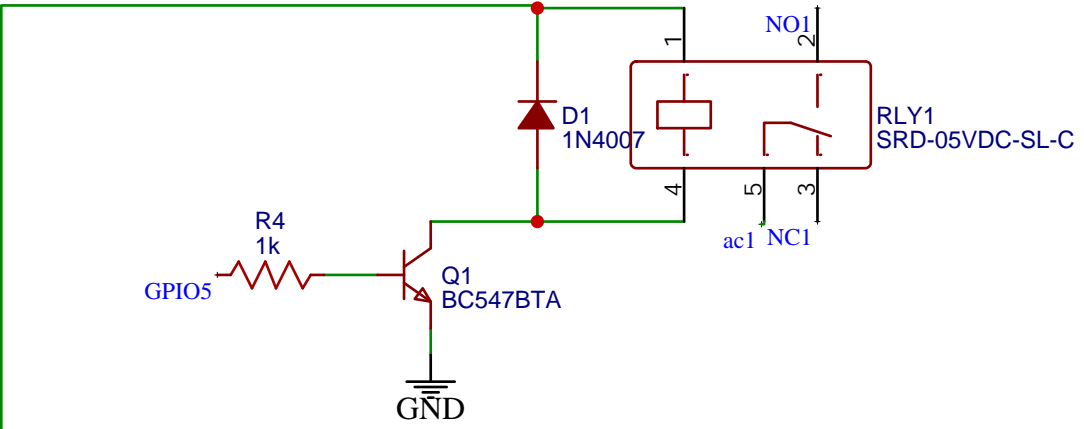 NO1
1
2
D1
1N4007
RLY1
SRD-05VDC-SL-C
4
5
3
ac1
NC1
R4
1k
GPIO5
Q1
BC547BTA
GND